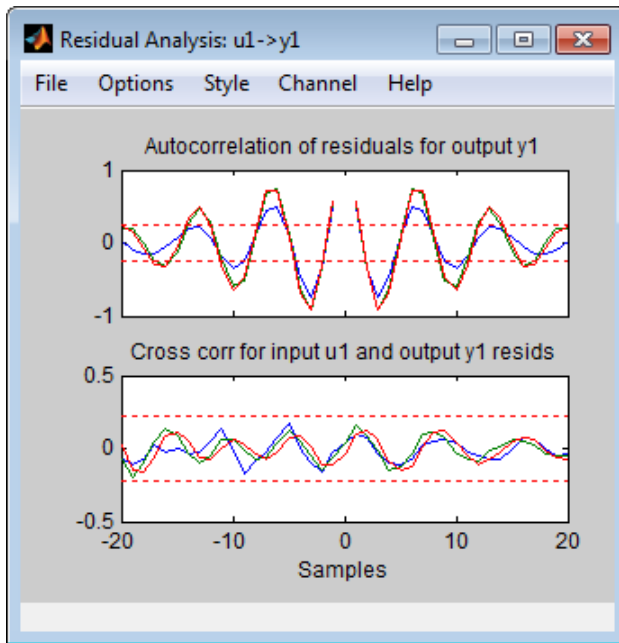 Residual Analysis: u1->y1
File Options Style Channel Help
Autocorrelation of residuals for output y1
1
0
-1
Cross corr for input u1 and output y1 resids
0.5
0
-0.5
-20 -10 0 10 20
Samples